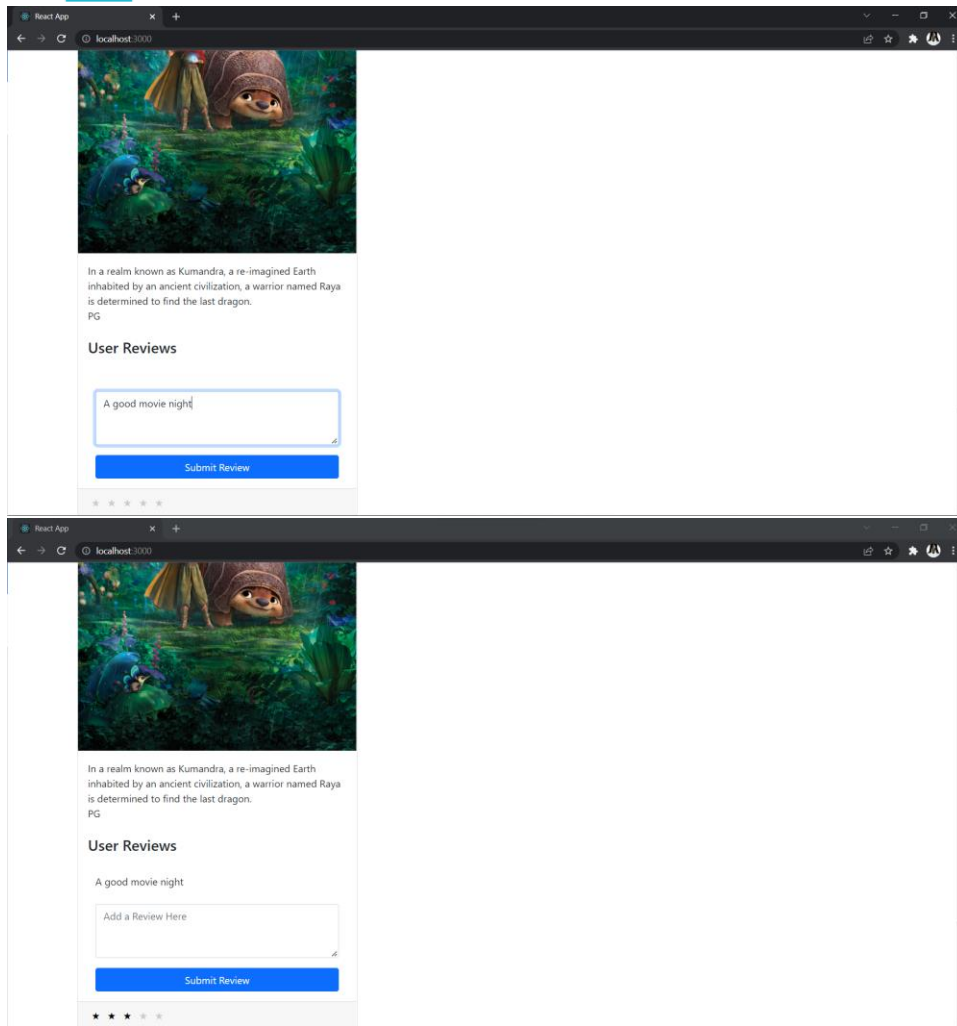 React App
localhost:3000
In a realm known as Kumandra, a re-imagined Earth
inhabited by an ancient civilization, a warrior named Raya
is determined to find the last dragon.
PG
User Reviews
A good movie night
Submit Review
★ ★ ★ ★ ★
React App
localhost:3000
In a realm known as Kumandra, a re-imagined Earth
inhabited by an ancient civilization, a warrior named Raya
is determined to find the last dragon.
PG
User Reviews
A good movie night
Add a Review Here
Submit Review
★ ★ ★ ★ ★